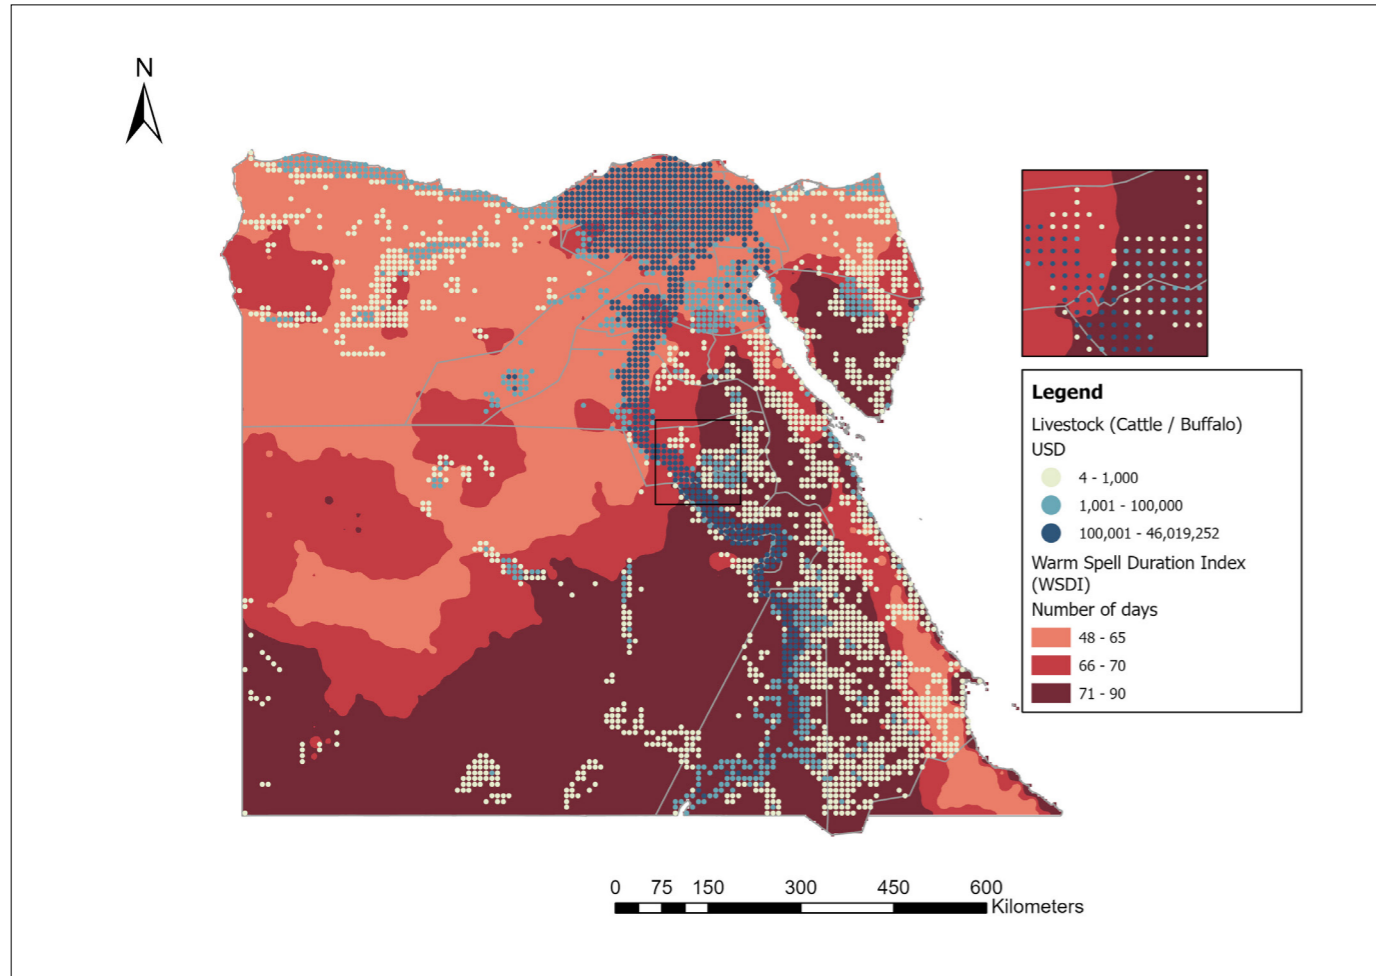 N
Legend
Livestock (Cattle / Buffalo)
USD
4 - 1,000
1,001 - 100,000
100,001 - 46,019,252
Warm Spell Duration Index
(WSDI)
Number of days
48 - 65
66 - 70
71 - 90
0 75 150 300 450 600
Kilometers